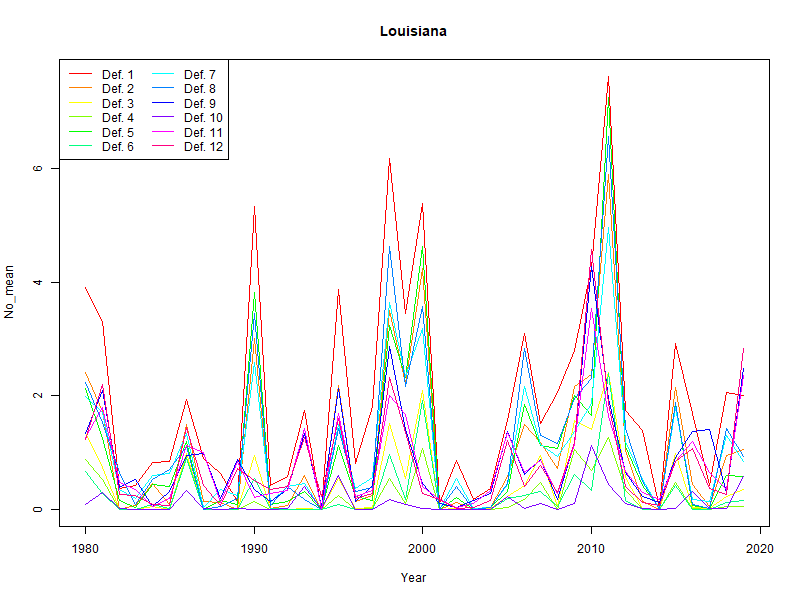 Louisiana
Def. 1 Def. 7
Def. 2 Def. 8
Def. 3 Def. 9
Def. 4 Def. 10
Def. 5 Def. 11
Def. 6 Def. 12
No_mean
6
4
2
0
1980 1990 2000 2010 2020
Year